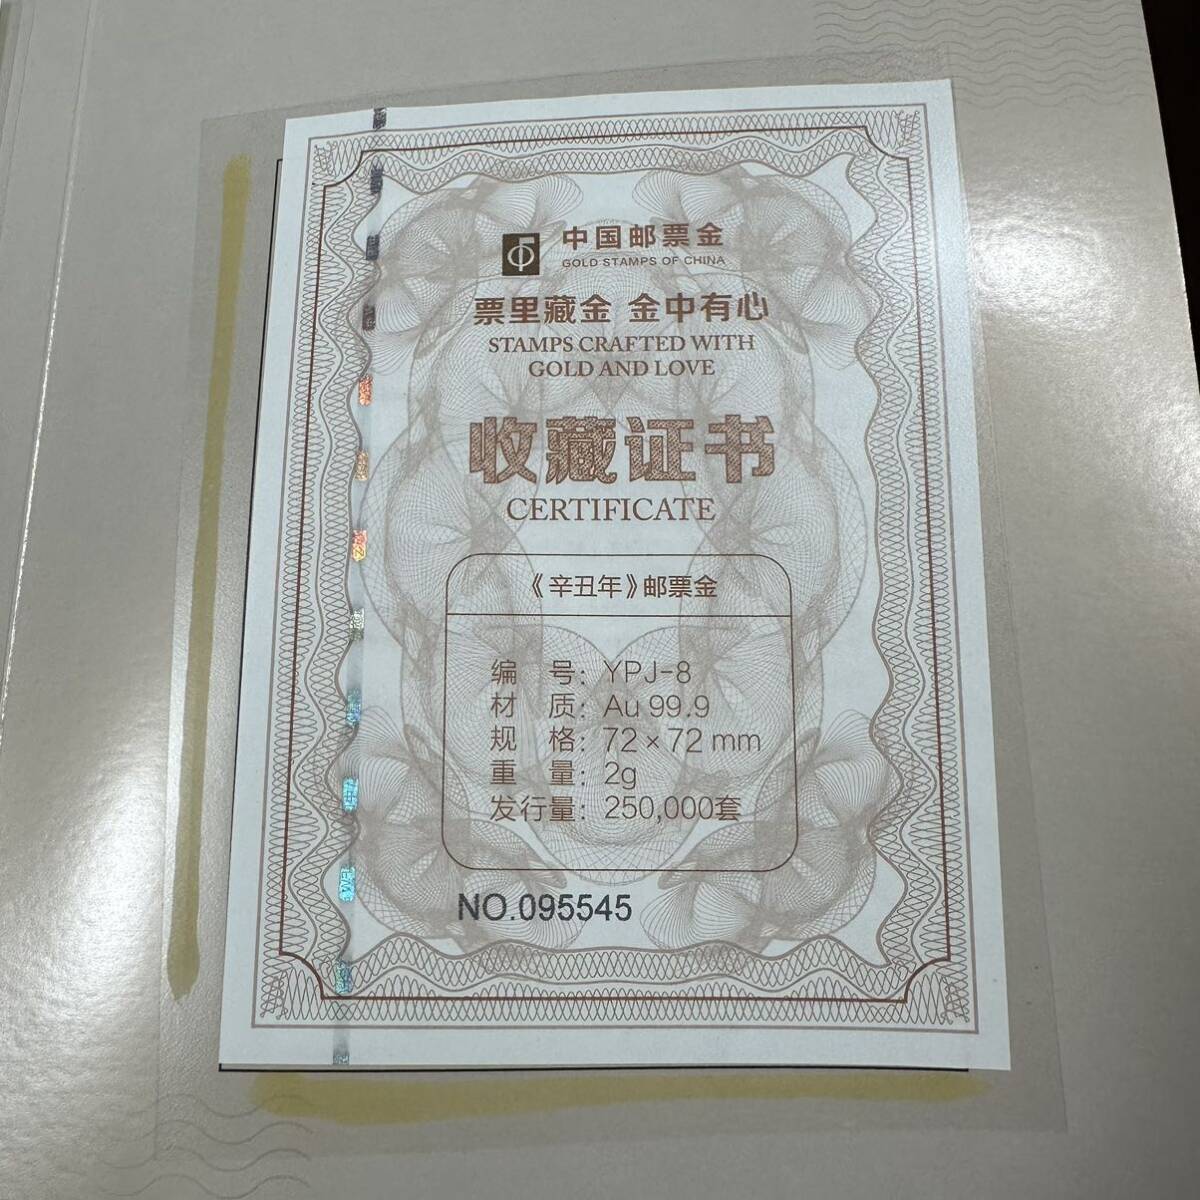 中国邮票金
GOLD STAMPS OF CHINA
票里藏金 金中有心
STAMPS CRAFTED WITH
GOLD AND LOVE
收藏证书
CERTIFICATE
《辛丑年》邮票金
编 号：YPJ-8
材 质：Au 99.9
规 格：72×72 mm
重 量：2g
发行量：250,000套
NO.095545